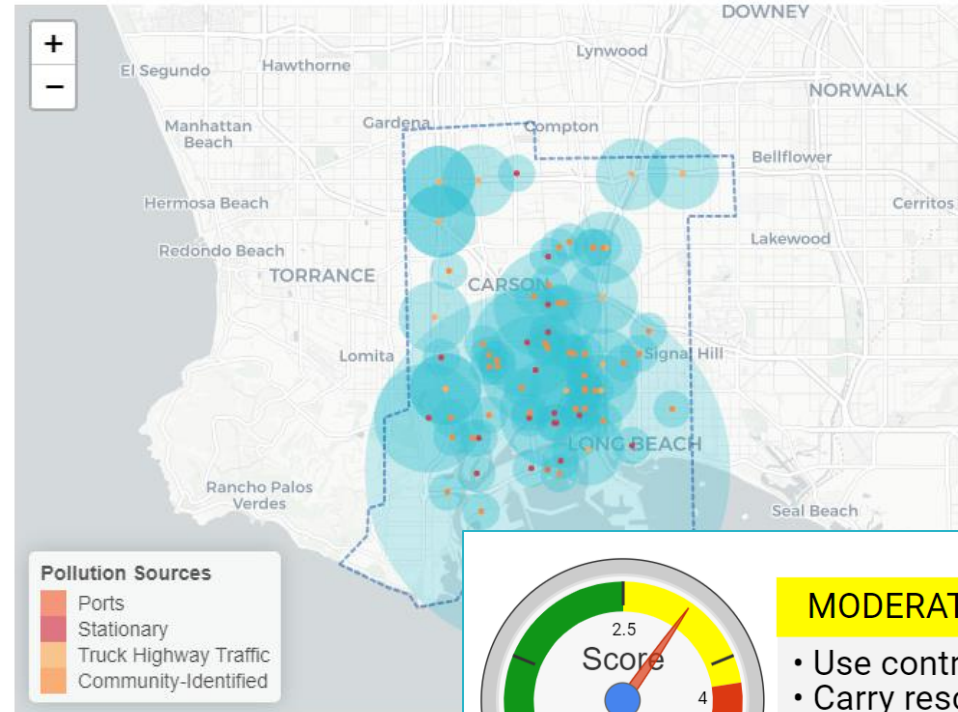 +
−
DOWNEY
Lynwood
El Segundo
Hawthorne
NORWALK
Manhattan
Beach
Gardena
Compton
Bellflower
Hermosa Beach
Cerritos
Redondo Beach
Lakewood
TORRANCE
CARSON
Lomita
Signal Hill
LONG BEACH
Rancho Palos
Verdes
Seal Beach
Pollution Sources
Ports
Stationary
Truck Highway Traffic
Community-Identified
2.5
Score
4
MODERAT
• Use contr
• Carry resc